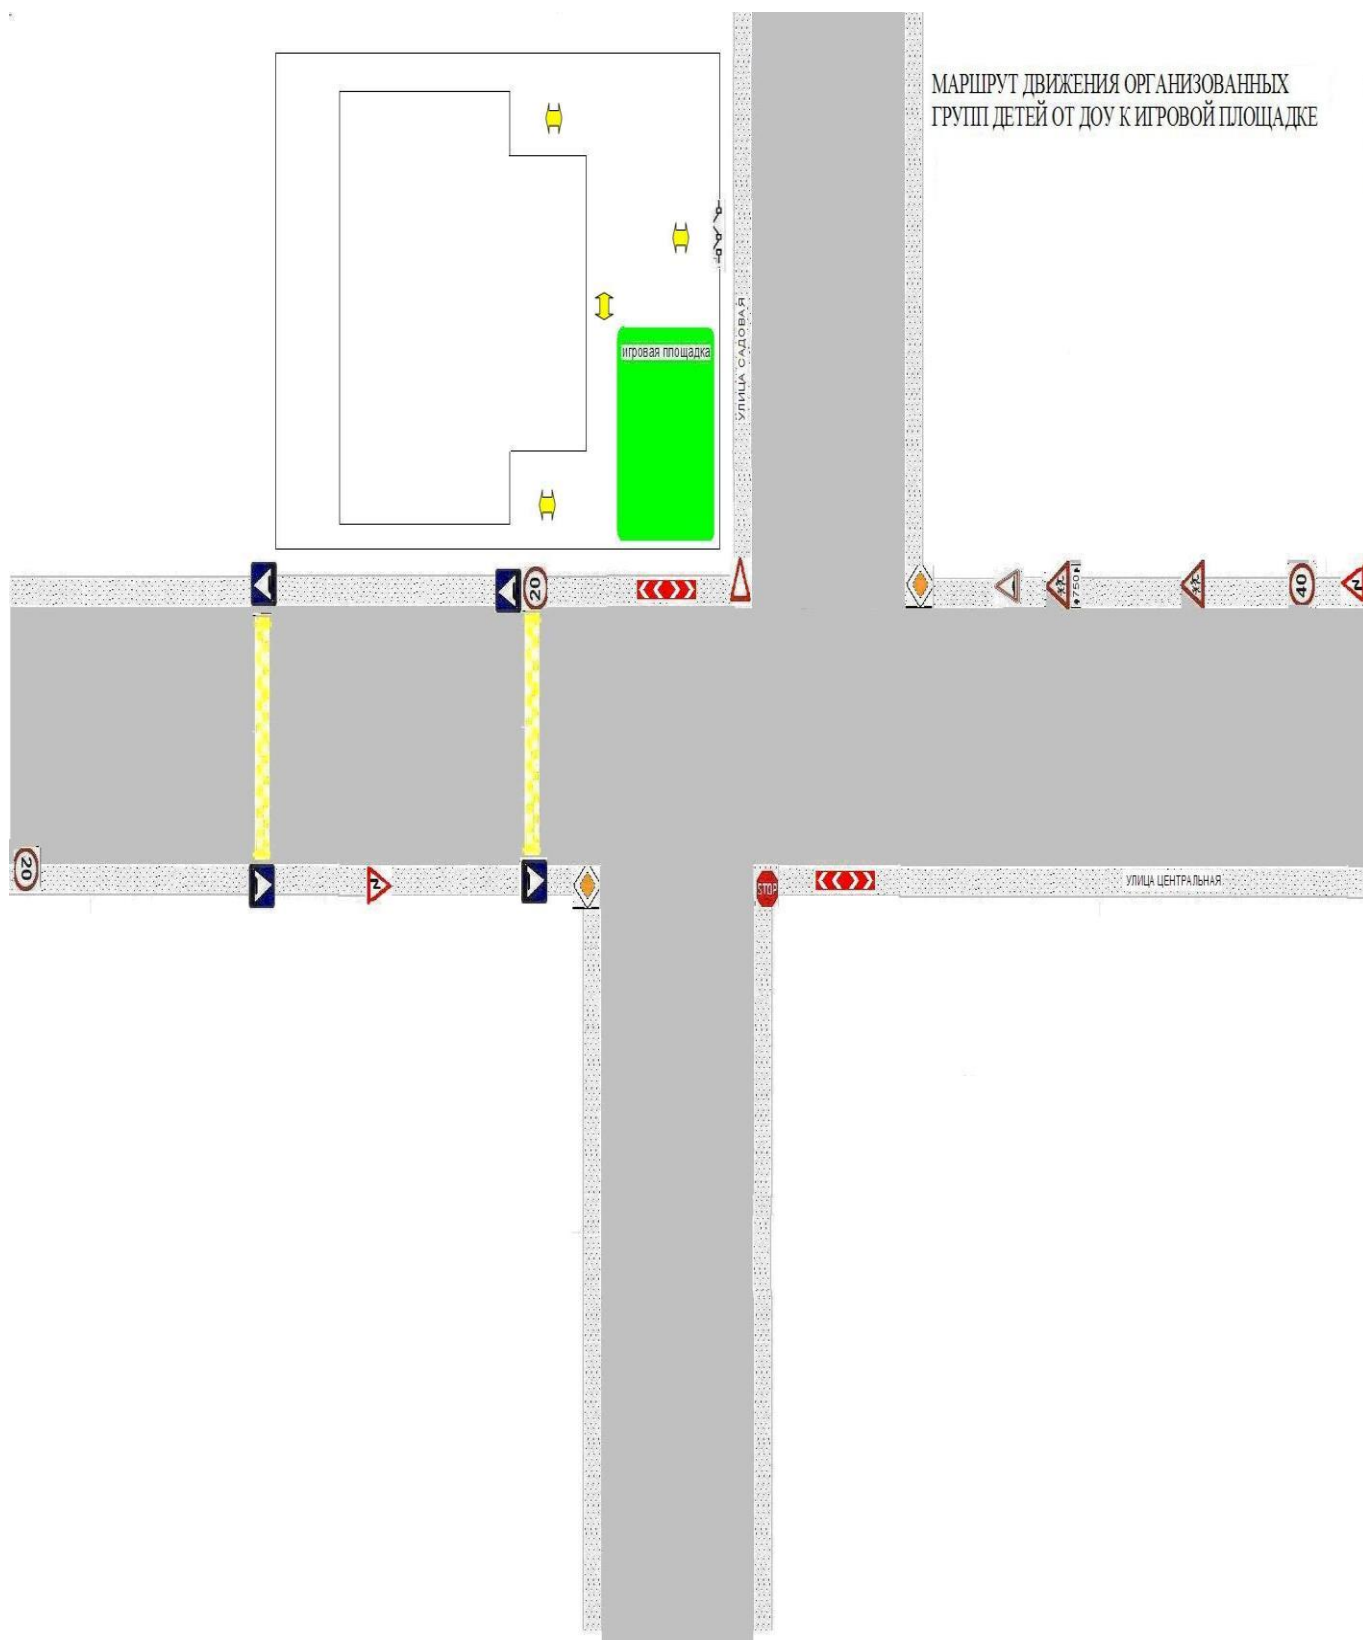 МАРШРУТ ДВИЖЕНИЯ ОРГАНИЗОВАННЫХ
ГРУПП ДЕТЕЙ ОТ ДОУ К ИГРОВОЙ ПЛОЩАДКЕ
УЛИЦА САДОВАЯ
игровая площадка
20
750
40
20
STOP
УЛИЦА ЦЕНТРАЛЬНАЯ